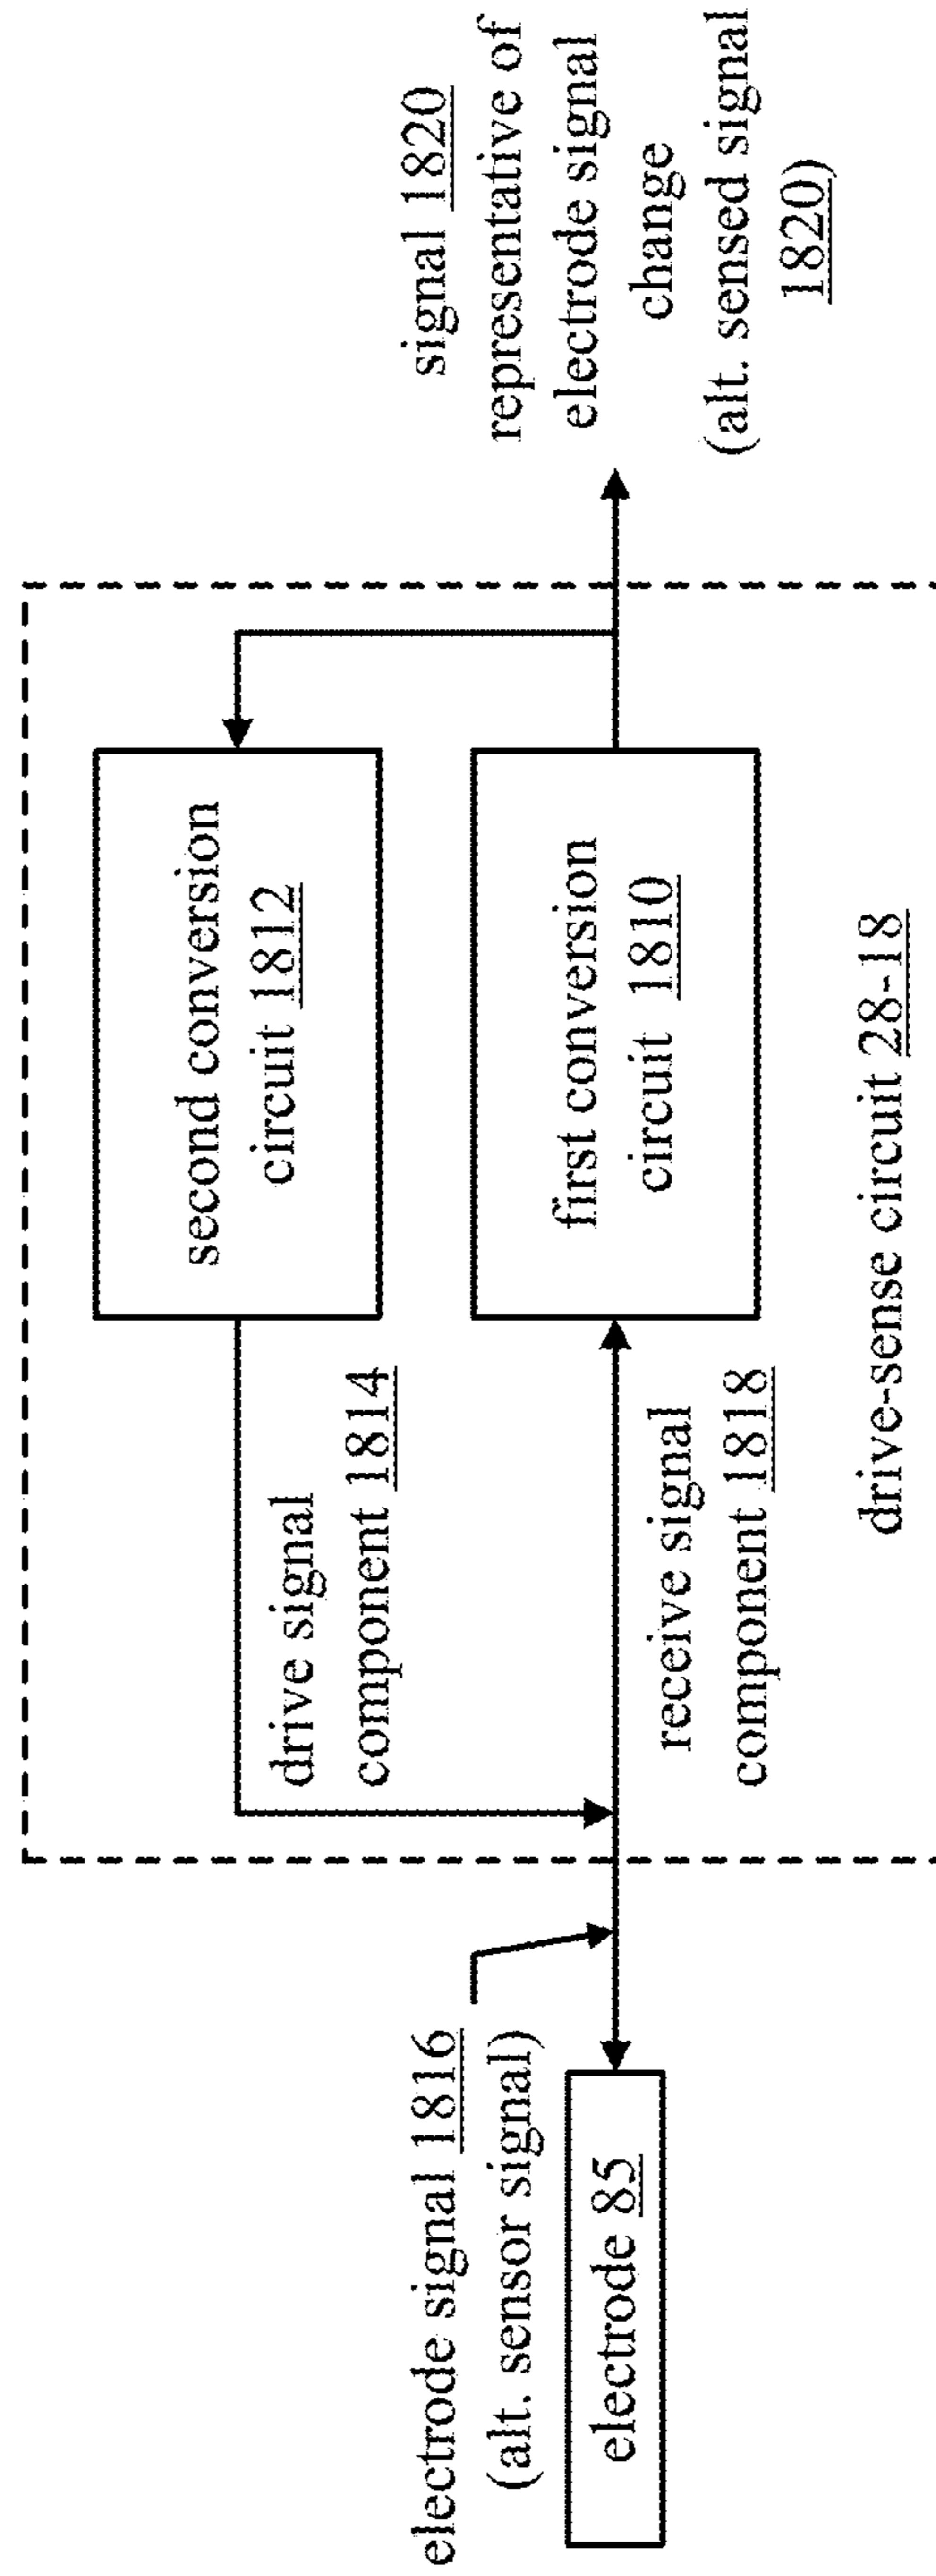 electrode signal 1816
(alt. sensor signal)
electrode 85
drive signal
component 1814
receive signal
component 1818
second conversion
circuit 1812
first conversion
circuit 1810
drive-sense circuit 28-18
signal 1820
representative of
electrode signal
change
(alt. sensed signal
1820)